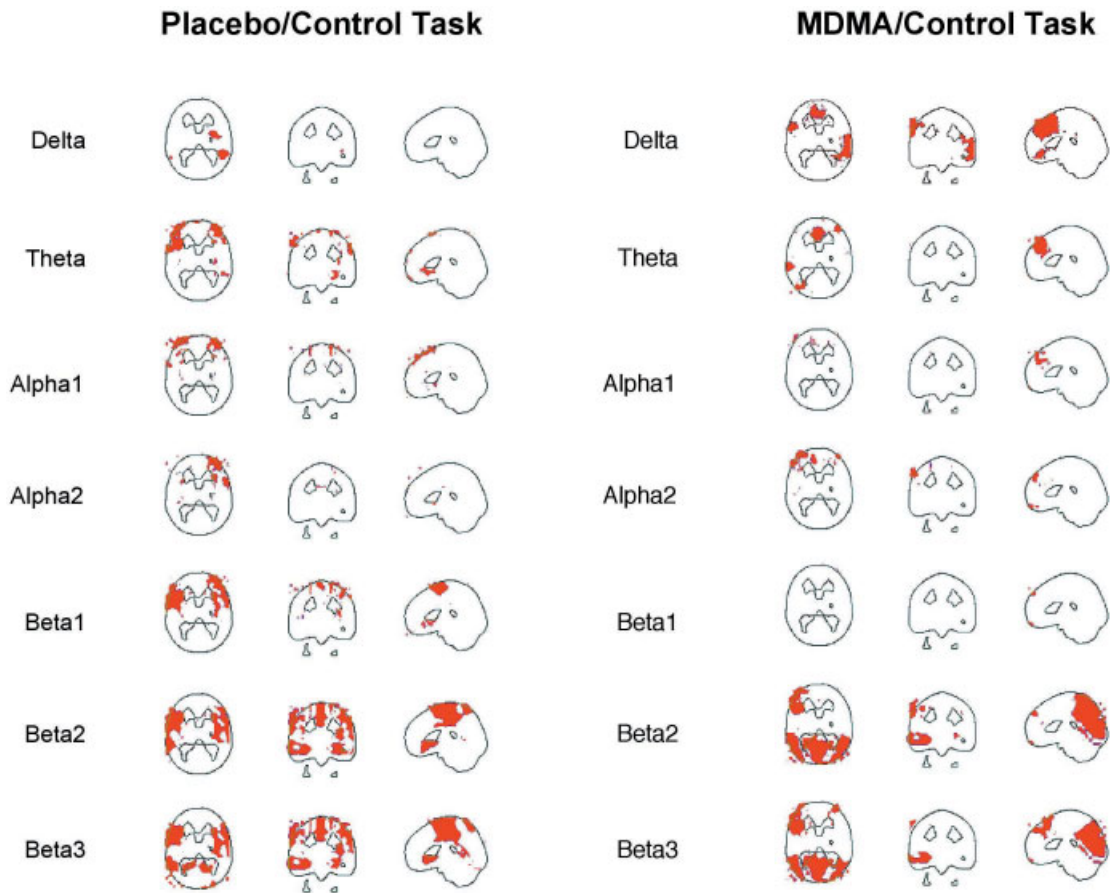 Placebo/Control Task
MDMA/Control Task
Delta
Delta
Theta
Theta
Alpha1
Alpha1
Alpha2
Alpha2
Beta1
Beta1
Beta2
Beta2
Beta3
Beta3